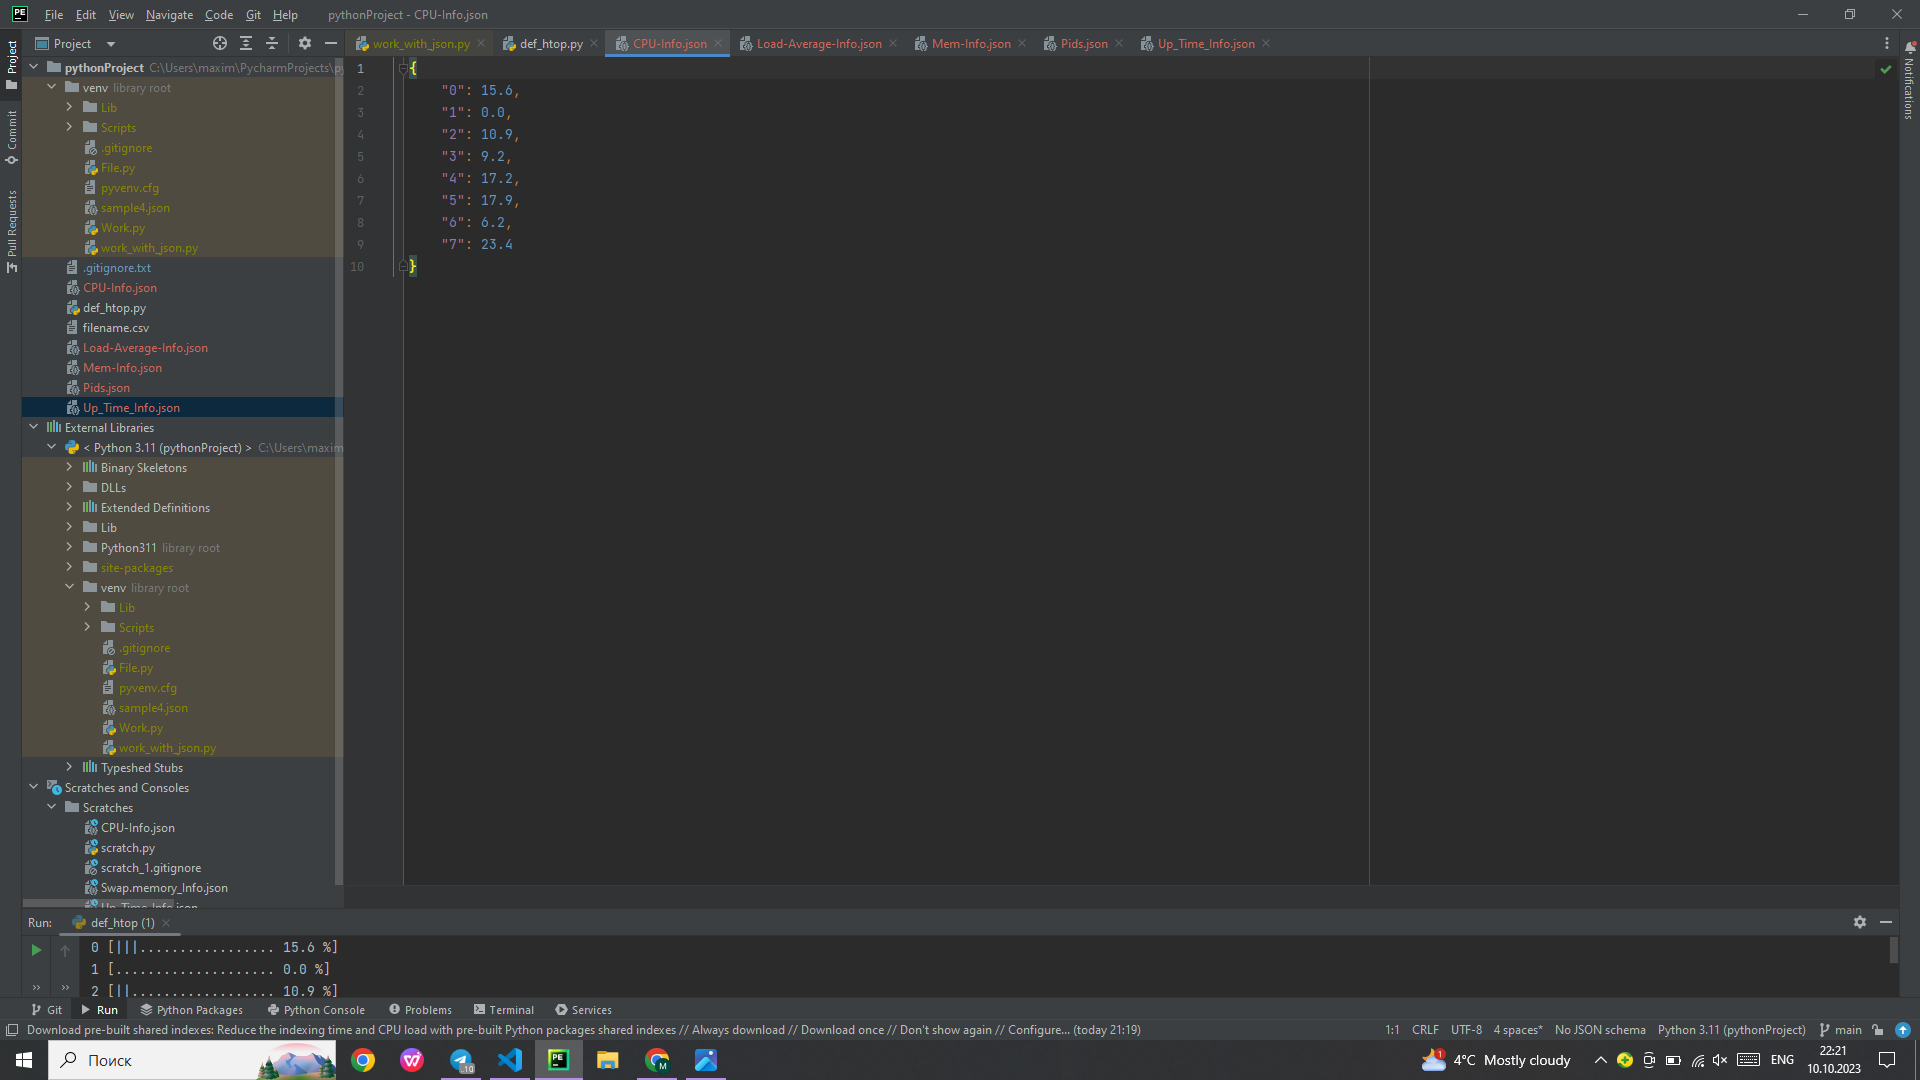 PE File Edit View Navigate Code Git Help pythonProject - CPU-Info.json
Project
work_with_json.py def_htop.py CPU-Info.json Load-Average-Info.json Mem-Info.json Pids.json Up_Time_Info.json
Project
Commit
Pull Requests
Notifications
pythonProject C:\Users\maxim\PycharmProjects\py
venv library root
Lib
Scripts
.gitignore
File.py
pyvenv.cfg
sample4.json
Work.py
work_with_json.py
.gitignore.txt
CPU-Info.json
def_htop.py
filename.csv
Load-Average-Info.json
Mem-Info.json
Pids.json
Up_Time_Info.json
External Libraries
< Python 3.11 (pythonProject) > C:\Users\maxim
Binary Skeletons
DLLs
Extended Definitions
Lib
Python311 library root
site-packages
venv library root
Lib
Scripts
.gitignore
File.py
pyvenv.cfg
sample4.json
Work.py
work_with_json.py
Typeshed Stubs
Scratches and Consoles
Scratches
CPU-Info.json
scratch.py
scratch_1.gitignore
Swap.memory_Info.json
Up_Time_Info.json
1 {
2 "0": 15.6,
3 "1": 0.0,
4 "2": 10.9,
5 "3": 9.2,
6 "4": 17.2,
7 "5": 17.9,
8 "6": 6.2,
9 "7": 23.4
10 }
Run: def_htop (1)
0 [|||................. 15.6 %]
1 [.................... 0.0 %]
2 [||.................. 10.9 %]
Git Run Python Packages Python Console Problems Terminal Services
Download pre-built shared indexes: Reduce the indexing time and CPU load with pre-built Python packages shared indexes // Always download // Download once // Don't show again // Configure... (today 21:19) 1:1 CRLF UTF-8 4 spaces* No JSON schema Python 3.11 (pythonProject) main
Поиск
.10
PE
M
1
4°C Mostly cloudy
ENG
22:21
10.10.2023